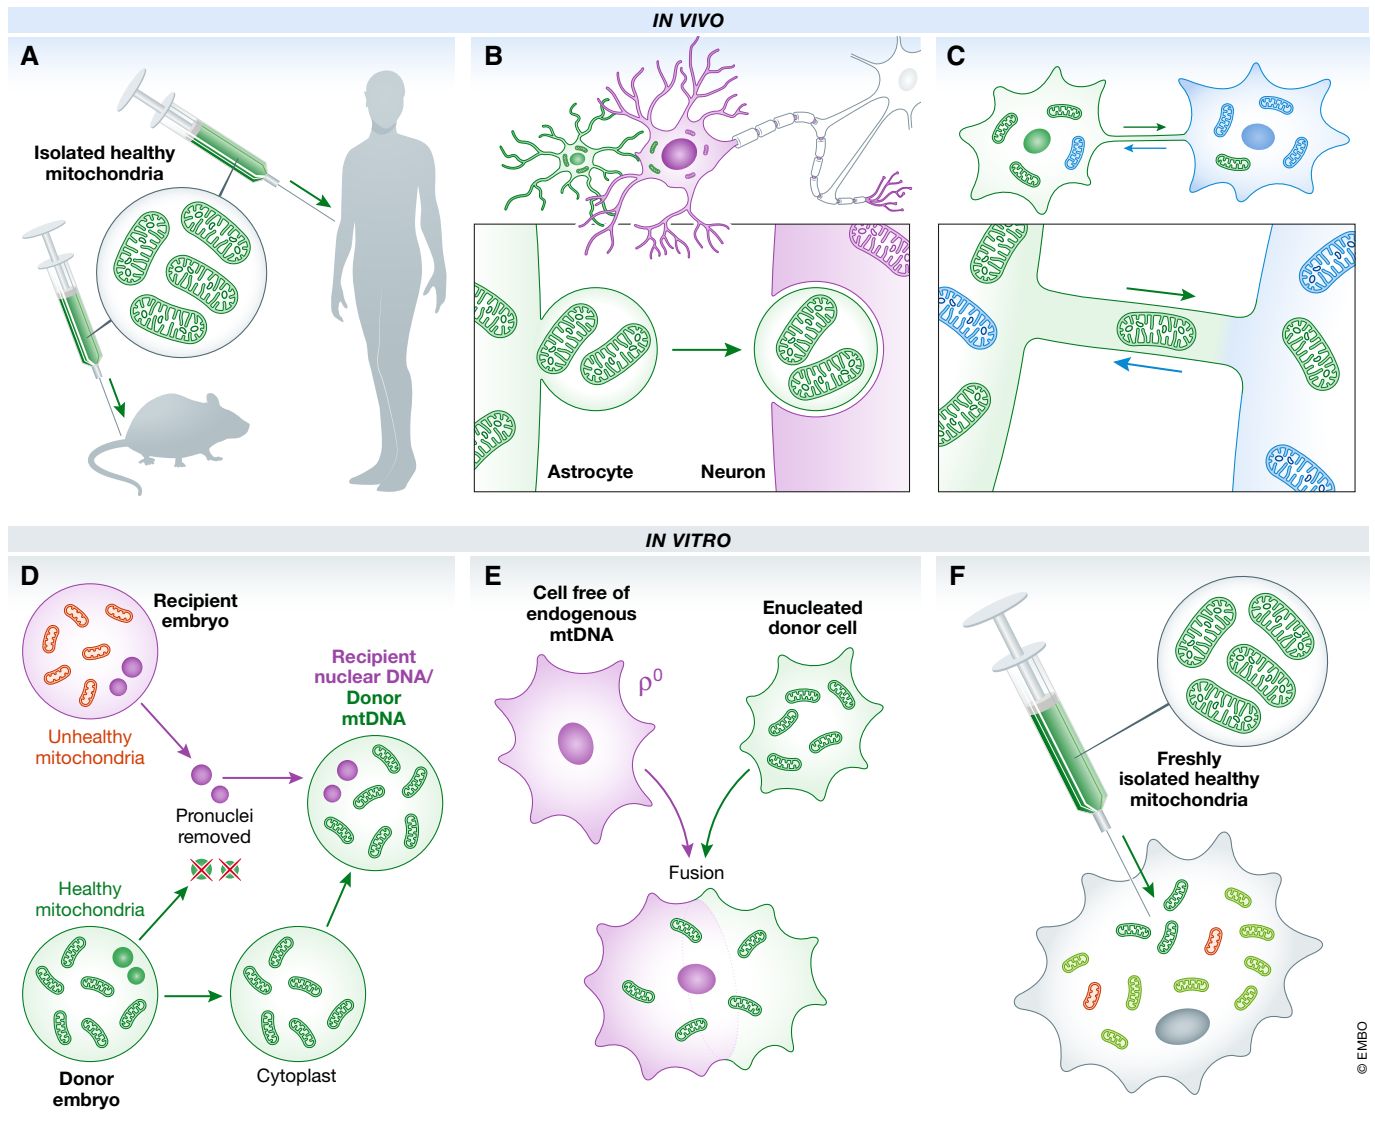 IN VIVO
A
Isolated healthy
mitochondria
B
Astrocyte
Neuron
C
IN VITRO
D
Recipient
embryo
Unhealthy
mitochondria
Recipient
nuclear DNA/
Donor
mtDNA
Pronuclei
removed
Healthy
mitochondria
Donor
embryo
Cytoplast
E
Cell free of
endogenous
mtDNA
ρ⁰
Enucleated
donor cell
Fusion
F
Freshly
isolated healthy
mitochondria
© EMBO